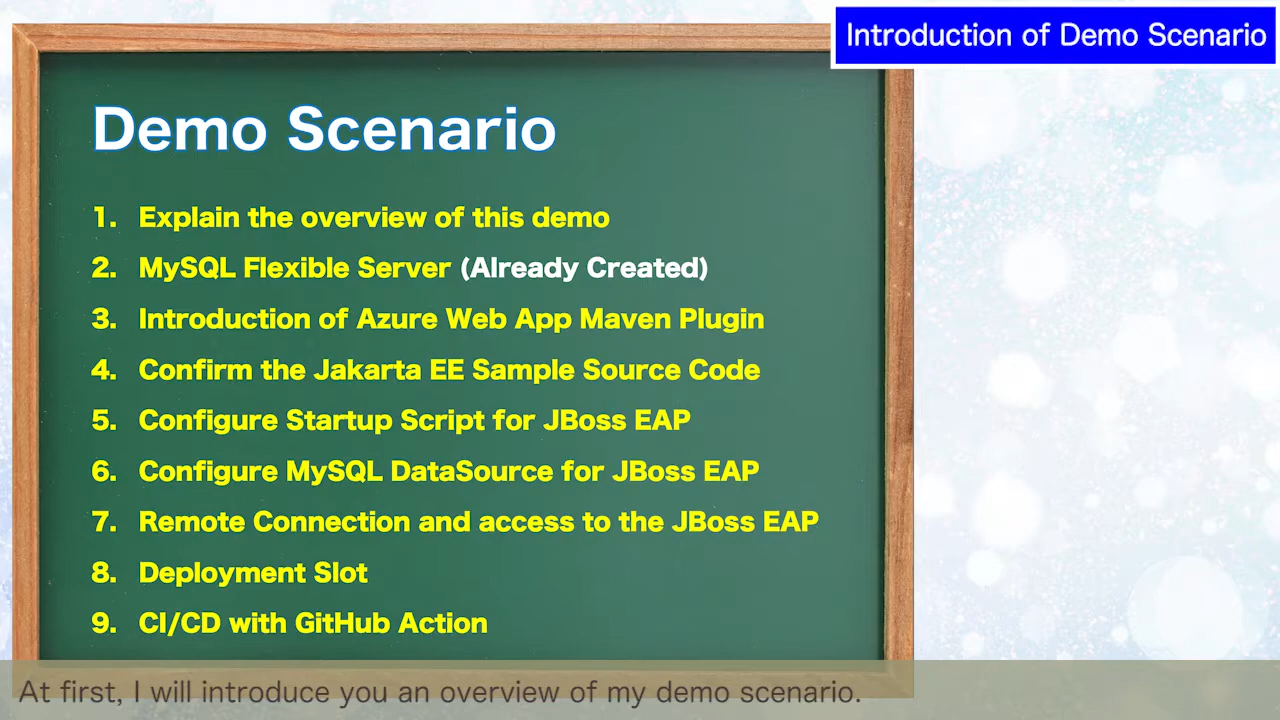 Introduction of Demo Scenario
Demo Scenario
1. Explain the overview of this demo
2. MySQL Flexible Server (Already Created)
3. Introduction of Azure Web App Maven Plugin
4. Confirm the Jakarta EE Sample Source Code
5. Configure Startup Script for JBoss EAP
6. Configure MySQL DataSource for JBoss EAP
7. Remote Connection and access to the JBoss EAP
8. Deployment Slot
9. CI/CD with GitHub Action
At first, I will introduce you an overview of my demo scenario.